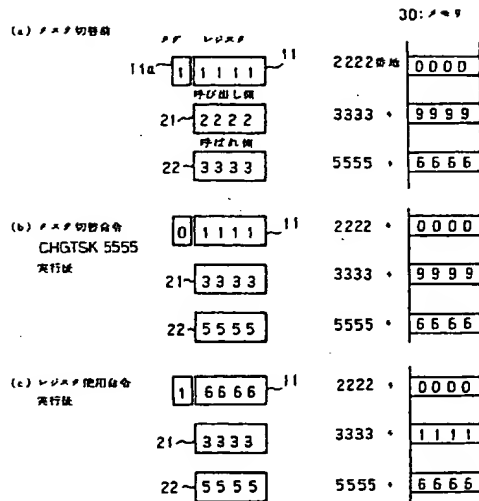 30:メモリ
(a) タスク切替前
タグ レジスタ
11a 1 1111 11
2222番地 0000
呼び出し側
21 2222
3333 〃 9999
呼ばれ側
22 3333
5555 〃 6666
(b) タスク切替命令
CHGTSK 5555
実行後
0 1111 11
2222 〃 0000
21 3333
3333 〃 9999
22 5555
5555 〃 6666
(c) レジスタ使用命令
実行後
1 6666 11
2222 〃 0000
21 3333
3333 〃 1111
22 5555
5555 〃 6666